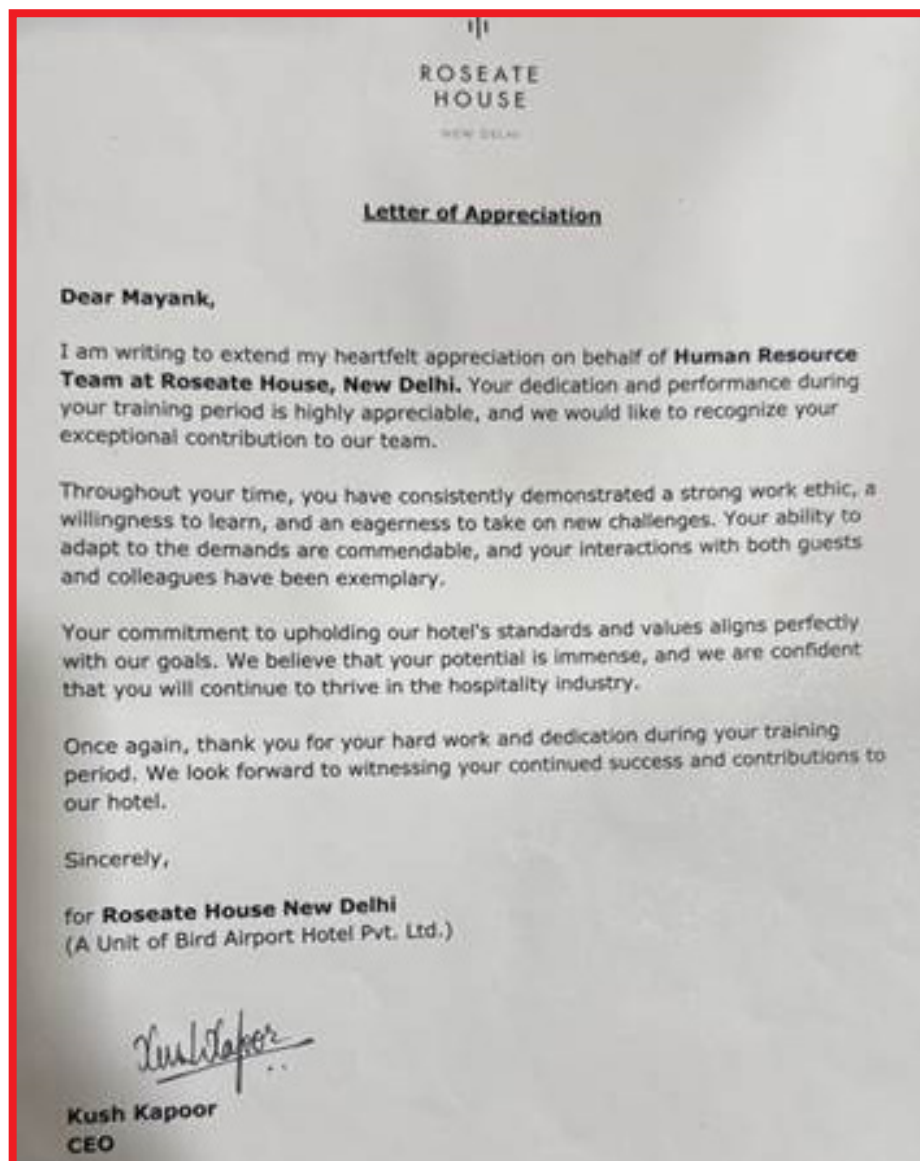 ROSEATE
HOUSE
NEW DELHI
Letter of Appreciation
Dear Mayank,
I am writing to extend my heartfelt appreciation on behalf of Human Resource
Team at Roseate House, New Delhi. Your dedication and performance during
your training period is highly appreciable, and we would like to recognize your
exceptional contribution to our team.
Throughout your time, you have consistently demonstrated a strong work ethic, a
willingness to learn, and an eagerness to take on new challenges. Your ability to
adapt to the demands are commendable, and your interactions with both guests
and colleagues have been exemplary.
Your commitment to upholding our hotel's standards and values aligns perfectly
with our goals. We believe that your potential is immense, and we are confident
that you will continue to thrive in the hospitality industry.
Once again, thank you for your hard work and dedication during your training
period. We look forward to witnessing your continued success and contributions to
our hotel.
Sincerely,
for Roseate House New Delhi
(A Unit of Bird Airport Hotel Pvt. Ltd.)
Kush Kapoor
Kush Kapoor
CEO